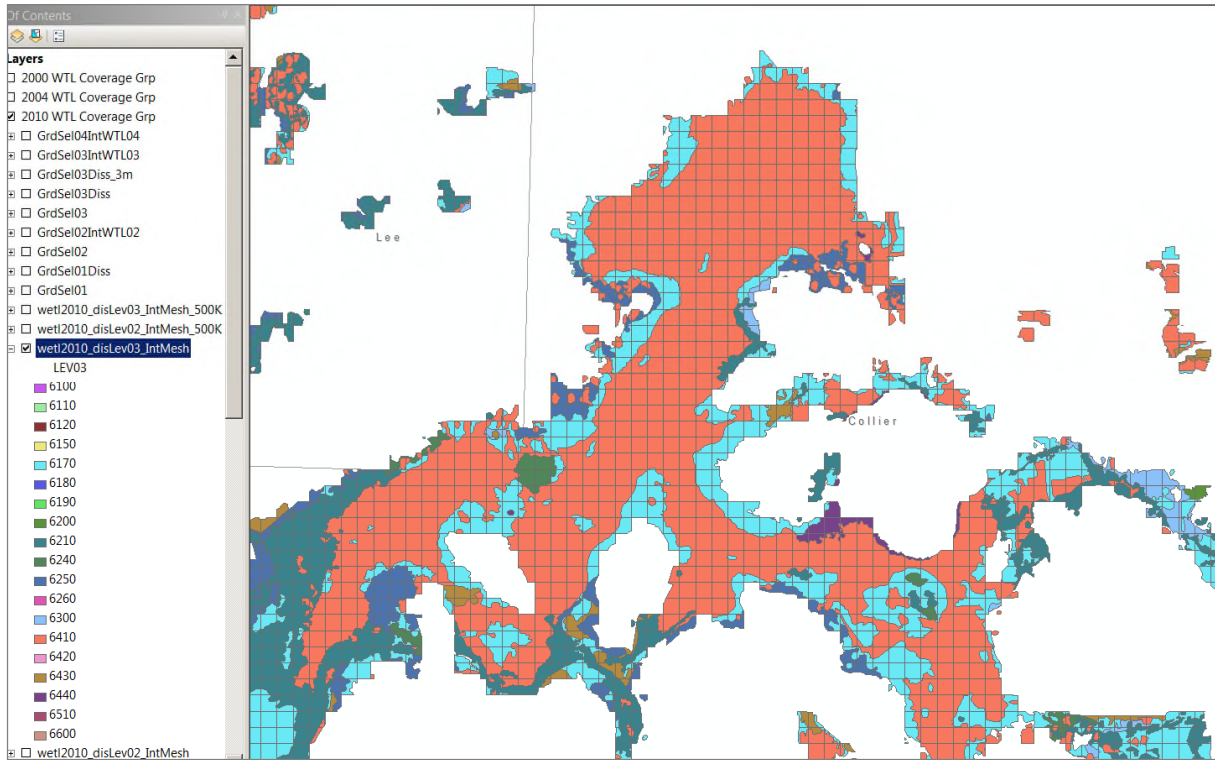 Of Contents
Layers
2000 WTL Coverage Grp
2004 WTL Coverage Grp
2010 WTL Coverage Grp
GrdSel04IntWTL04
GrdSel03IntWTL03
GrdSel03Diss_3m
GrdSel03Diss
GrdSel03
GrdSel02IntWTL02
GrdSel02
GrdSel01Diss
GrdSel01
wetl2010_disLev03_IntMesh_500K
wetl2010_disLev02_IntMesh_500K
wetl2010_disLev03_IntMesh
LEV03
6100
6110
6120
6150
6170
6180
6190
6200
6210
6240
6250
6260
6300
6410
6420
6430
6440
6510
6600
wetl2010_disLev02_IntMesh
Lee
Collier